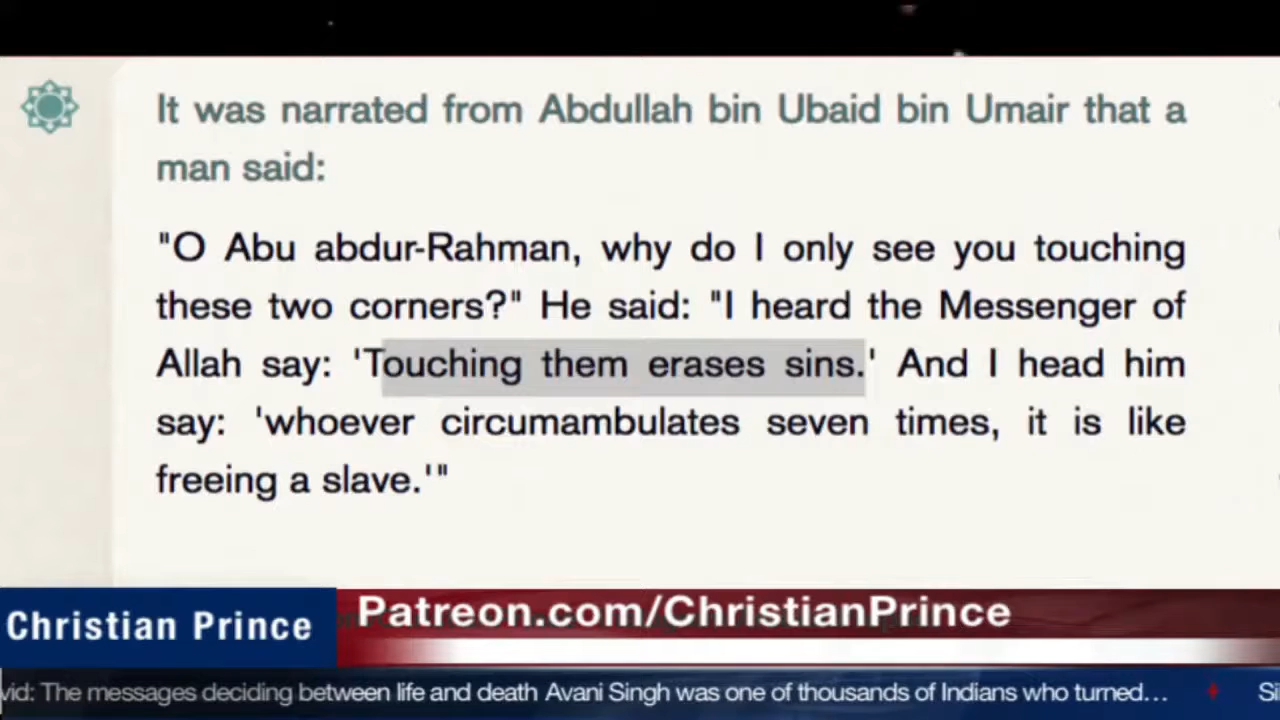 It was narrated from Abdullah bin Ubaid bin Umair that a
man said:
"O Abu abdur-Rahman, why do I only see you touching
these two corners?" He said: "I heard the Messenger of
Allah say: 'Touching them erases sins.' And I head him
say: 'whoever circumambulates seven times, it is like
freeing a slave.'"
Christian Prince
Patreon.com/ChristianPrince
vid: The messages deciding between life and death Avani Singh was one of thousands of Indians who turned... Si